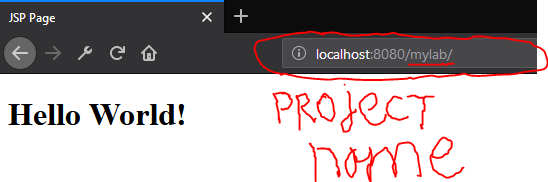 JSP Page
localhost:8080/mylab/
Hello World!
PROJECT
name